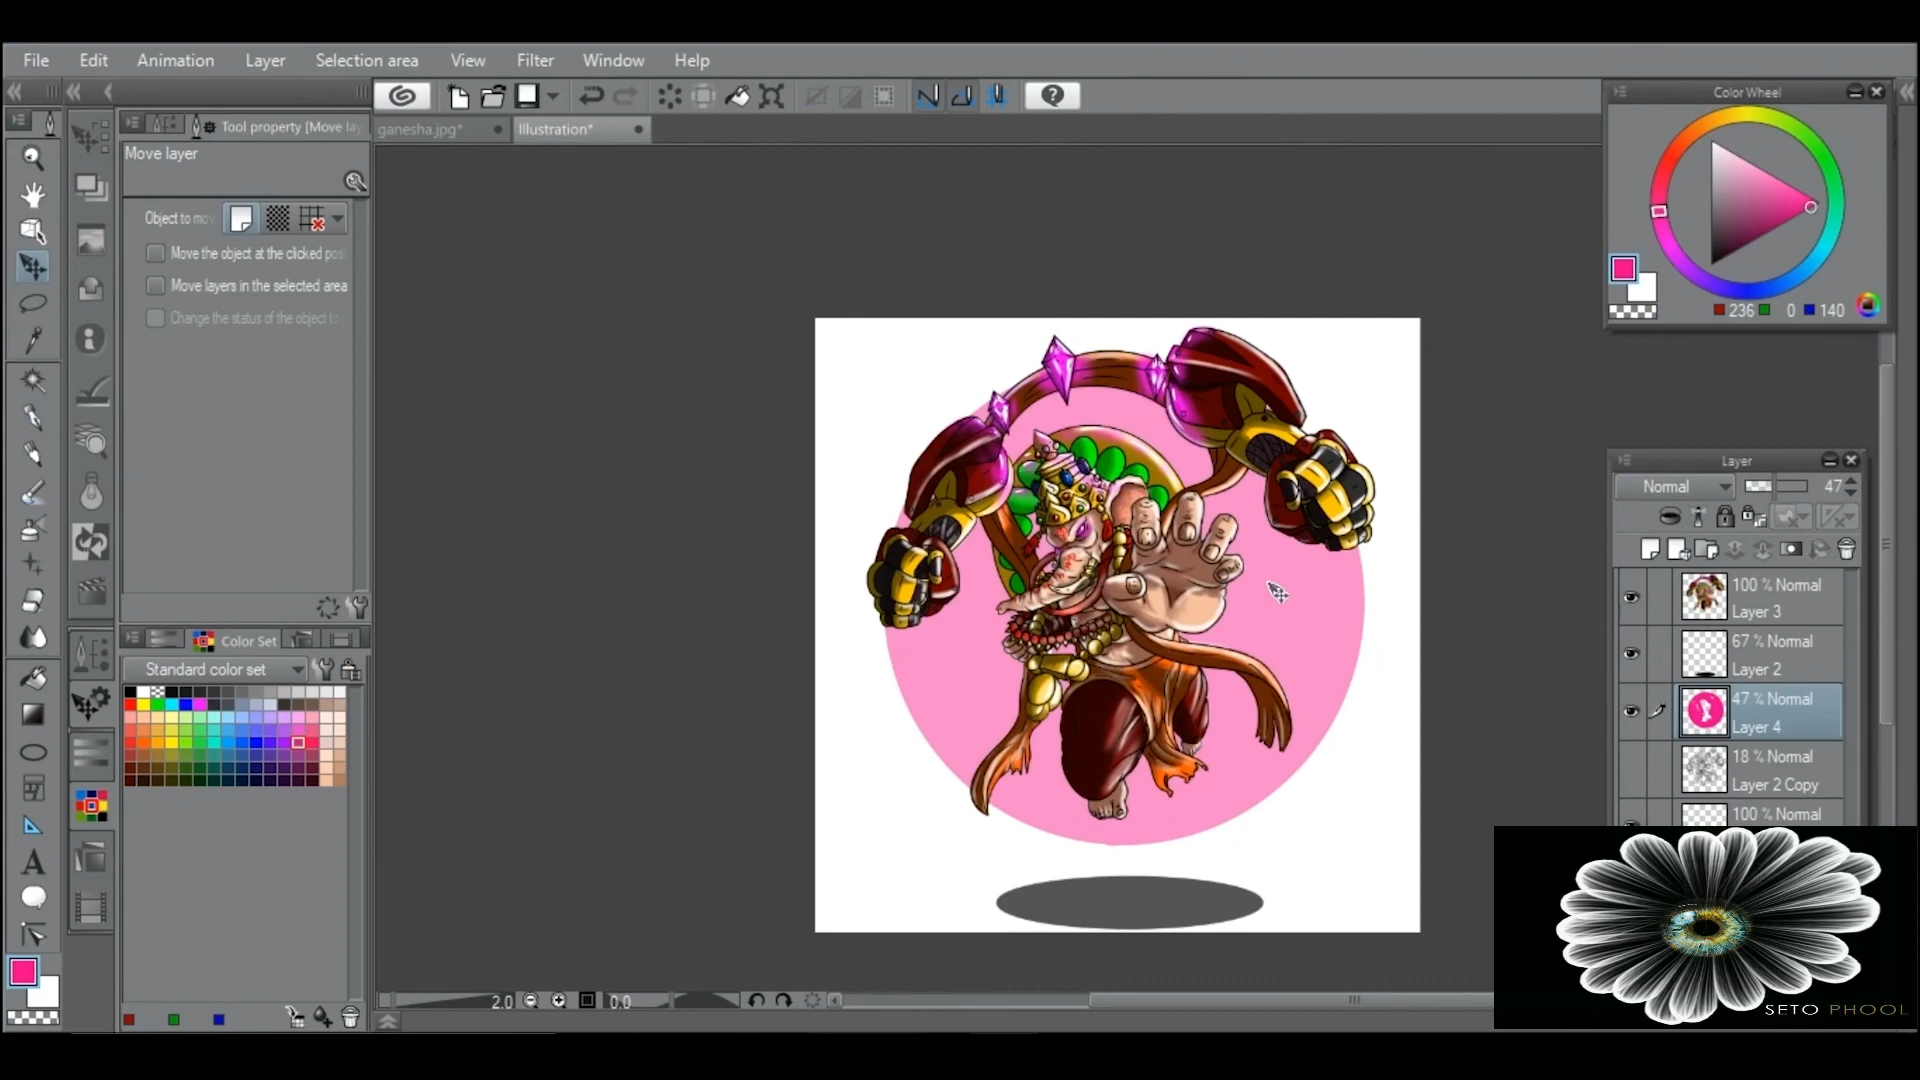 File Edit Animation Layer Selection area View Filter Window Help
Tool property [Move lay
Move layer
Object to mov
Move the object at the clicked posi
Move layers in the selected area
Change the status of the object to
ganesha.jpg*
Illustration*
Color Wheel
236 0 140
Layer
Normal 47
100 % Normal
Layer 3
67 % Normal
Layer 2
47 % Normal
Layer 4
18 % Normal
Layer 2 Copy
100 % Normal
Color Set
Standard color set
A
2.0 0.0
SETO PHOOL